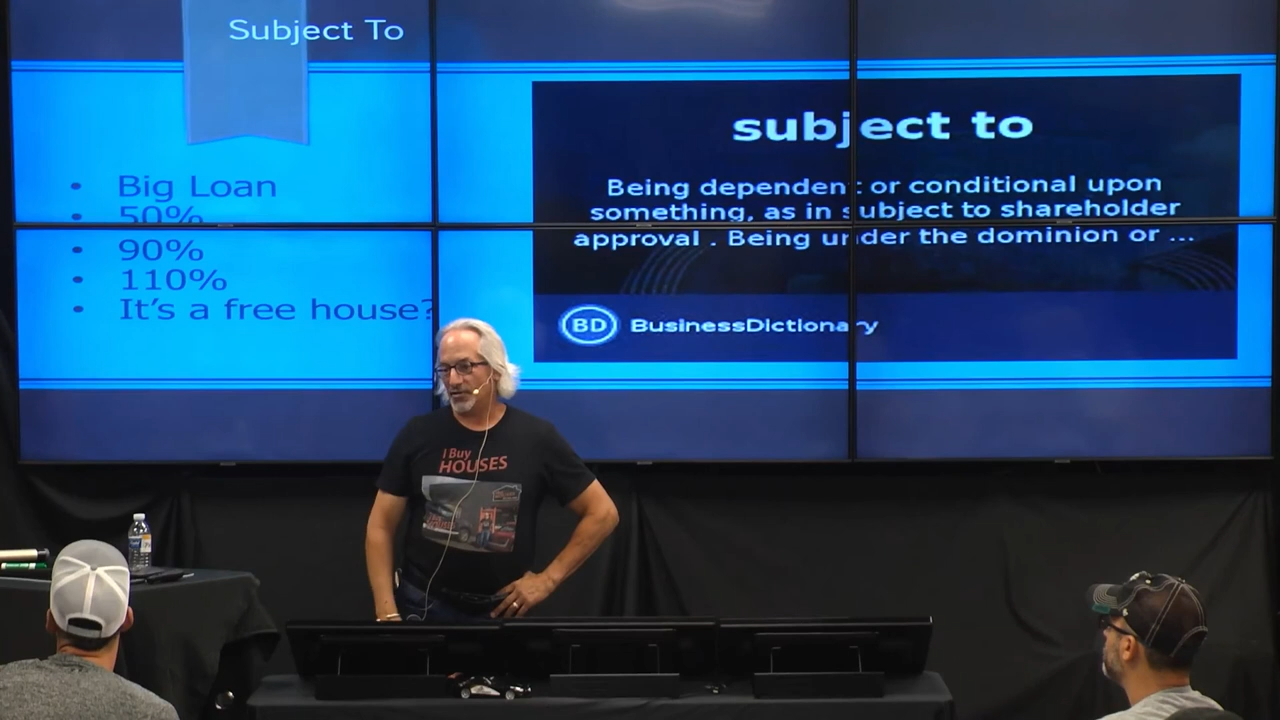 Subject To
• Big Loan
• 50%
• 90%
• 110%
• It's a free house?
subject to
Being dependent or conditional upon
something, as in subject to shareholder
approval . Being under the dominion or ...
BD BusinessDictionary
I Buy
HOUSES